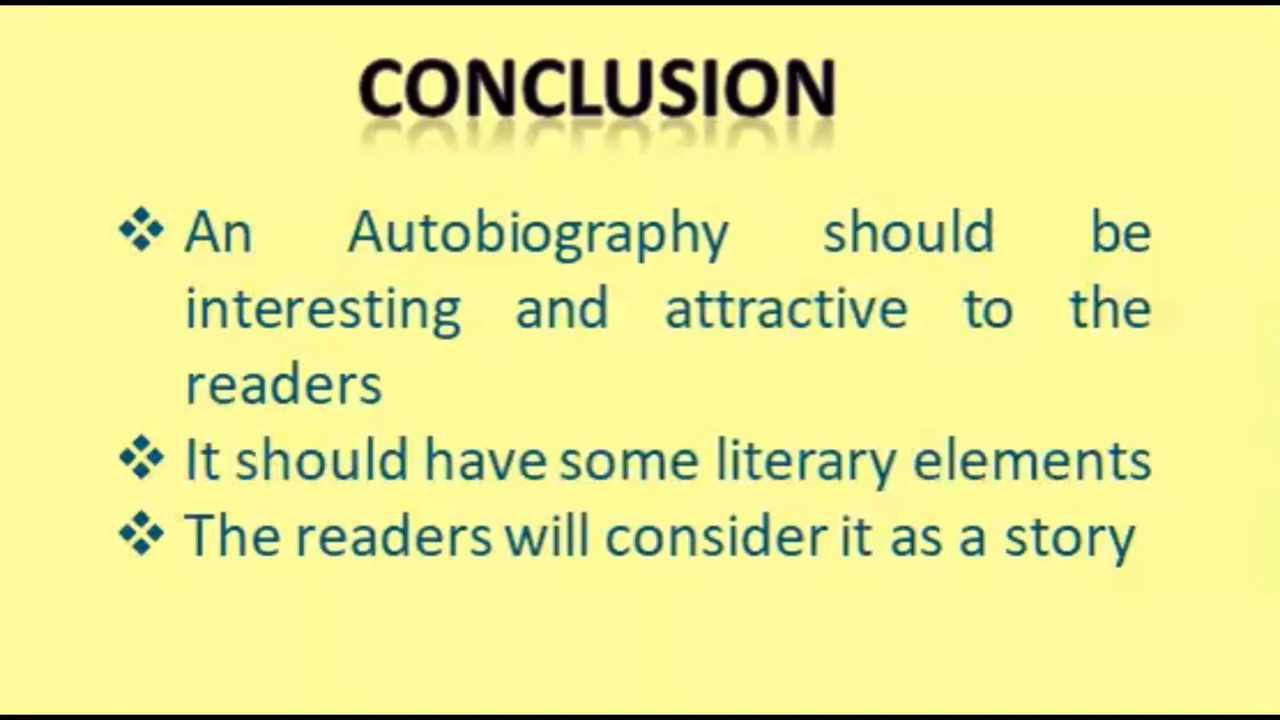 CONCLUSION
❖ An Autobiography should be
interesting and attractive to the
readers
❖ It should have some literary elements
❖ The readers will consider it as a story